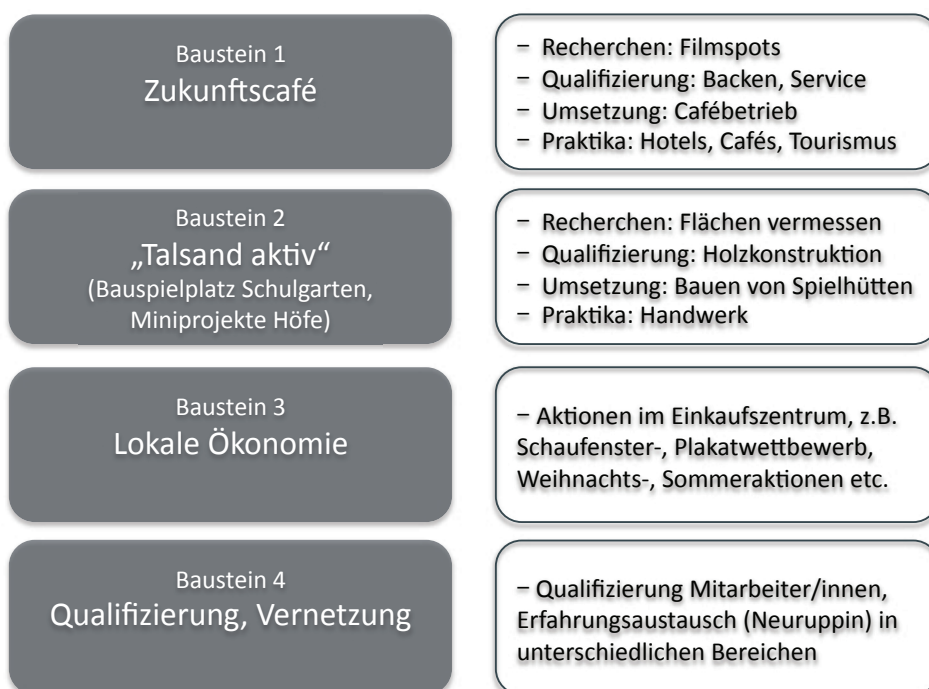 Baustein 1
Zukunftscafé
– Recherchen: Filmspots
– Qualifizierung: Backen, Service
– Umsetzung: Cafébetrieb
– Praktika: Hotels, Cafés, Tourismus
Baustein 2
„Talsand aktiv“
(Bauspielplatz Schulgarten,
Miniprojekte Höfe)
– Recherchen: Flächen vermessen
– Qualifizierung: Holzkonstruktion
– Umsetzung: Bauen von Spielhütten
– Praktika: Handwerk
Baustein 3
Lokale Ökonomie
– Aktionen im Einkaufszentrum, z.B.
Schaufenster-, Plakatwettbewerb,
Weihnachts-, Sommeraktionen etc.
Baustein 4
Qualifizierung, Vernetzung
– Qualifizierung Mitarbeiter/innen,
Erfahrungsaustausch (Neuruppin) in
unterschiedlichen Bereichen